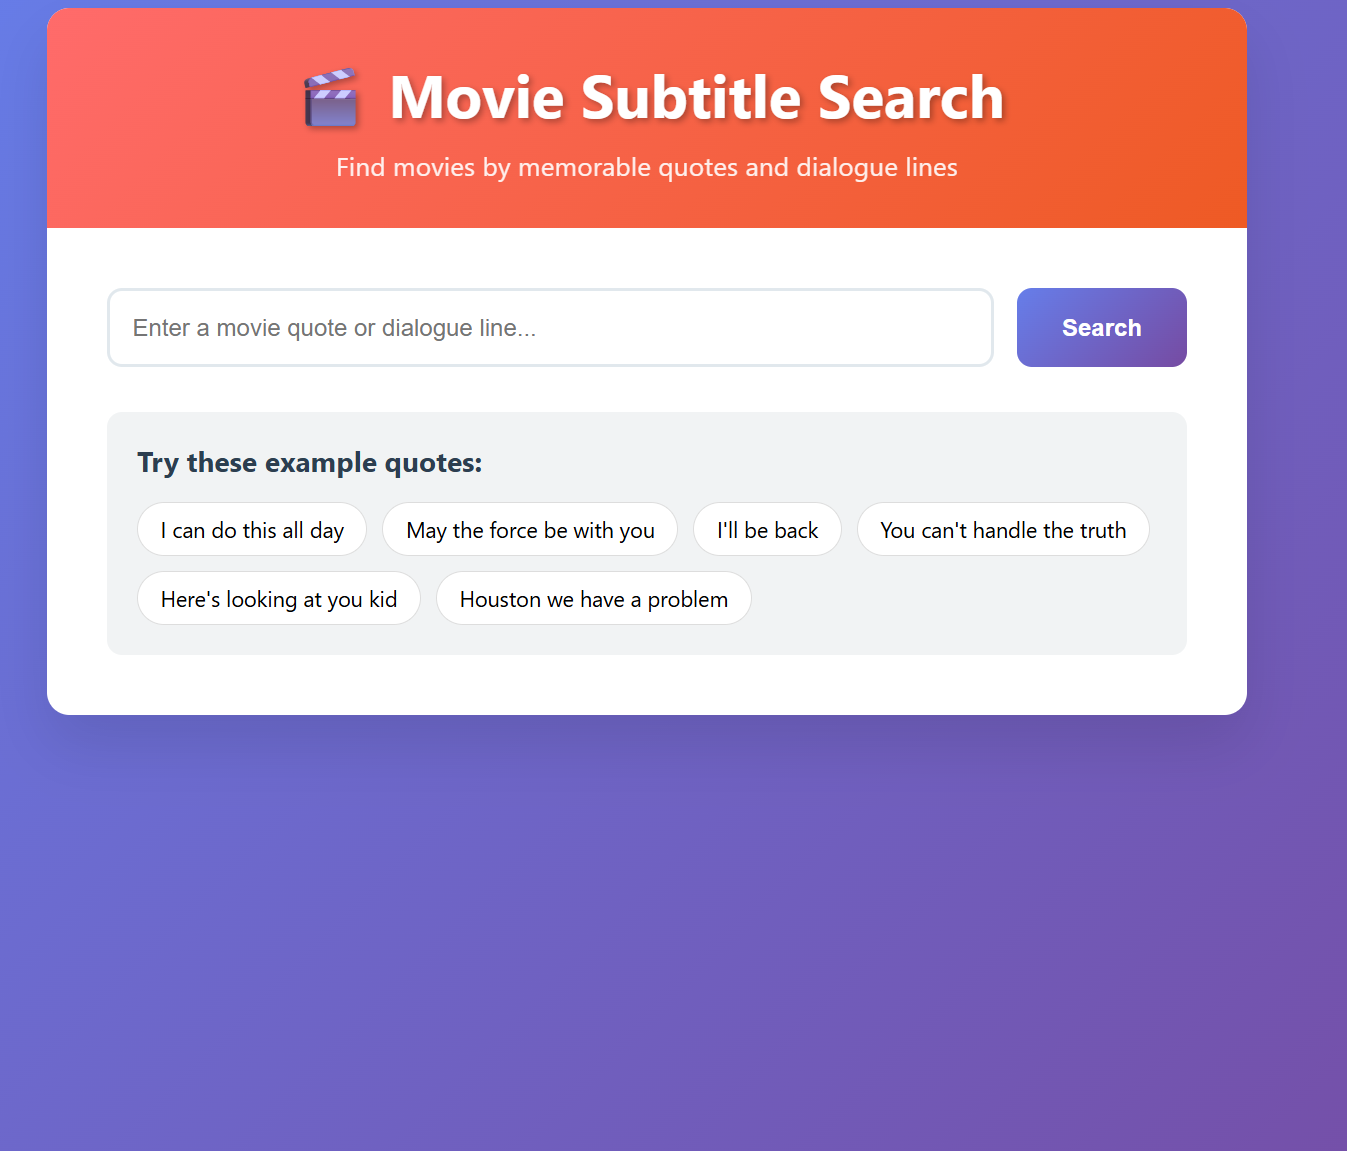 Movie Subtitle Search
Find movies by memorable quotes and dialogue lines
Enter a movie quote or dialogue line...
Search
Try these example quotes:
I can do this all day
May the force be with you
I'll be back
You can't handle the truth
Here's looking at you kid
Houston we have a problem